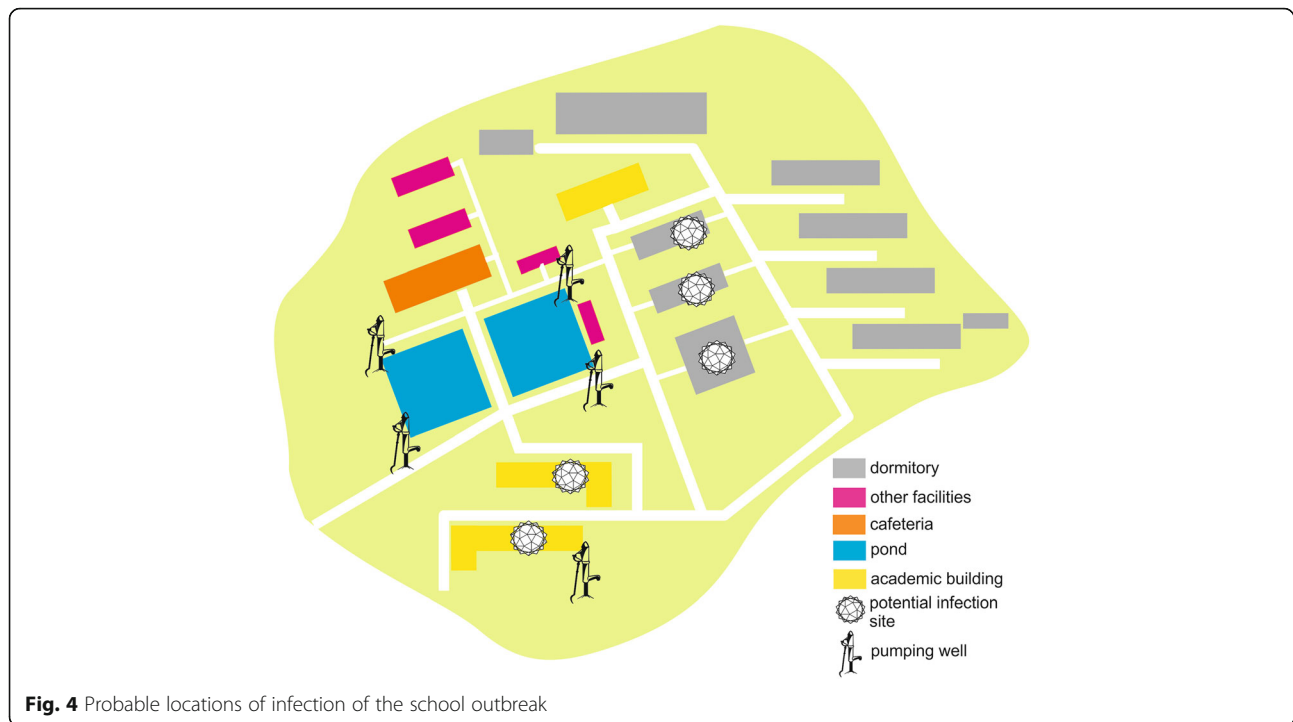 dormitory
other facilities
cafeteria
pond
academic building
potential infection
site
pumping well
Fig. 4 Probable locations of infection of the school outbreak